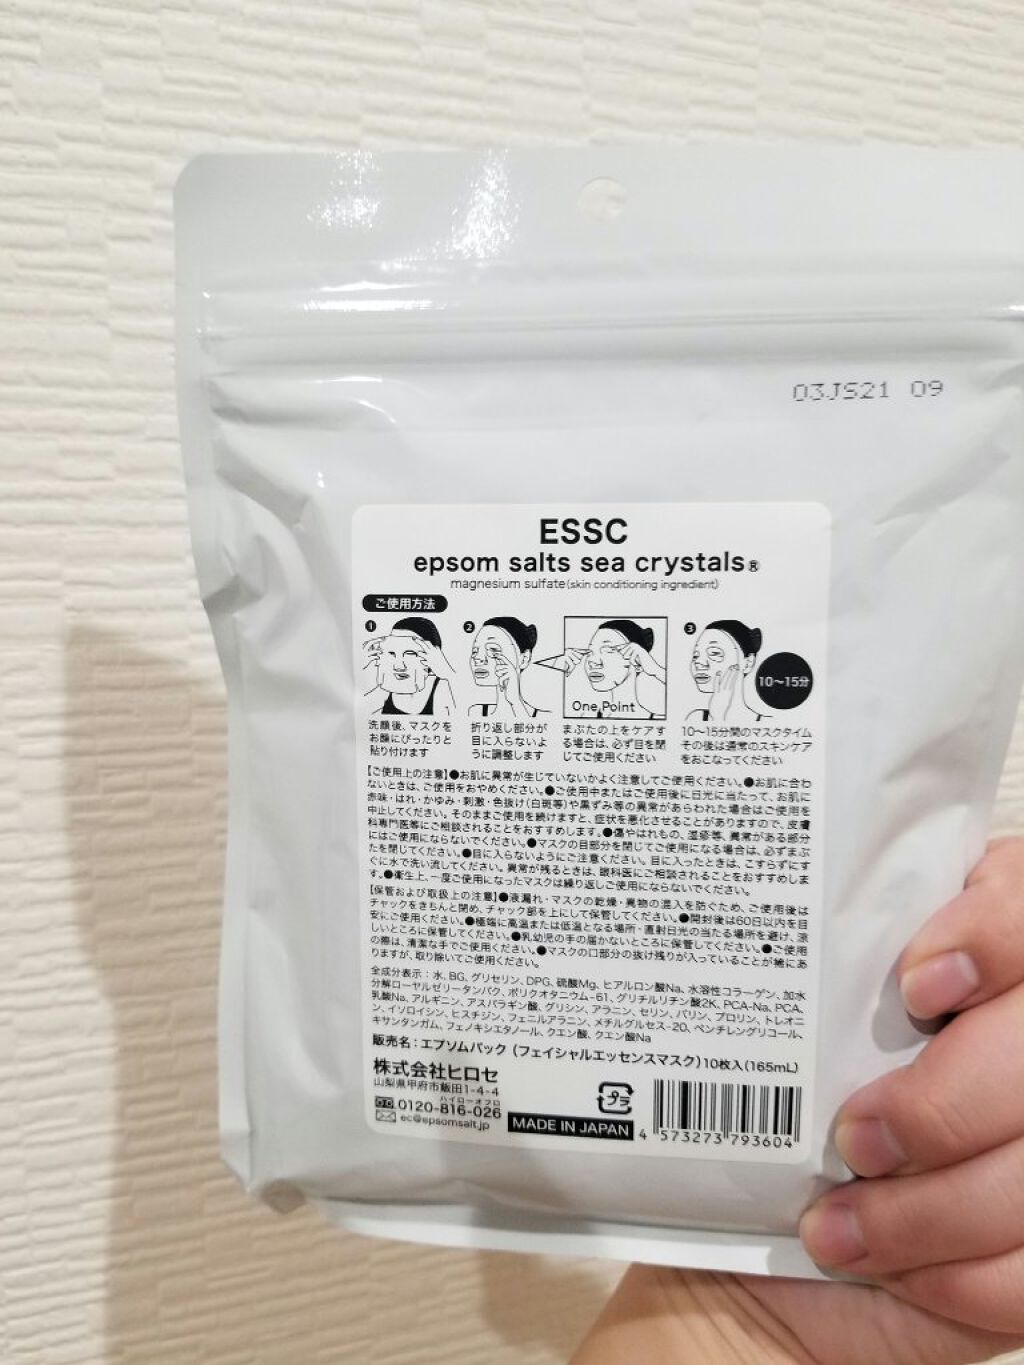 03JS21 09
ESSC
epsom salts sea crystals®
magnesium sulfate(skin conditioning ingredient)
ご使用方法
1
2
One Point
3
10〜15分
洗顔後、マスクを
お顔にぴったりと
貼り付けます
折り返し部分が
目に入らないよ
うに調整します
まぶたの上をケアす
る場合は、必ず目を閉
じてご使用ください
10〜15分間のマスクタイム
その後は通常のスキンケア
をおこなってください
【ご使用上の注意】●お肌に異常が生じていないかよく注意してご使用ください。●お肌に合わ
ないときは、ご使用をおやめください。●ご使用中またはご使用後に日光に当たって、お肌に
赤味・はれ・かゆみ・刺激・色抜け(白斑等)や黒ずみ等の異常があらわれた場合はご使用を
中止してください。そのままご使用を続けますと、症状を悪化させることがありますので、皮膚
科専門医等にご相談されることをおすすめします。●傷やはれもの、湿疹等、異常がある部分
にはご使用にならないでください。●マスクの目部分を閉じてご使用になる場合は、必ずまぶ
たを閉じてください。●目に入らないようにご注意ください。目に入ったときは、こすらずにす
ぐに水で洗い流してください。異常が残るときは、眼科医にご相談されることをおすすめしま
す。●衛生上、一度ご使用になったマスクは繰り返しご使用にならないでください。
【保管および取扱上の注意】●液漏れ・マスクの乾燥・異物の混入を防ぐため、ご使用後は
チャックをきちんと閉め、チャック部を上にして保管してください。●開封後は60日以内を目
安にご使用ください。●極端に高温または低温となる場所・直射日光の当たる場所を避け、涼
しいところに保管してください。●乳幼児の手の届かないところに保管してください。●ご使用
の際は、清潔な手でご使用ください。●マスクの口部分の抜け残りが入っていることが稀にあ
りますが、取り除いてご使用ください。
全成分表示:水、BG、グリセリン、DPG、硫酸Mg、ヒアルロン酸Na、水溶性コラーゲン、加水
分解ローヤルゼリータンパク、ポリクオタニウム-61、グリチルリチン酸2K、PCA-Na、PCA、
乳酸Na、アルギニン、アスパラギン酸、グリシン、アラニン、セリン、バリン、プロリン、トレオニ
ン、イソロイシン、ヒスチジン、フェニルアラニン、メチルグルセス-20、ペンチレングリコール、
キサンタンガム、フェノキシエタノール、クエン酸、クエン酸Na
販売名:エプソムパック(フェイシャルエッセンスマスク)10枚入(165mL)
株式会社ヒロセ
山梨県甲府市飯田1-4-4
ハイローオフロ
0120-816-026
ec@epsomsalt.jp
プラ
MADE IN JAPAN
4 573273 793604